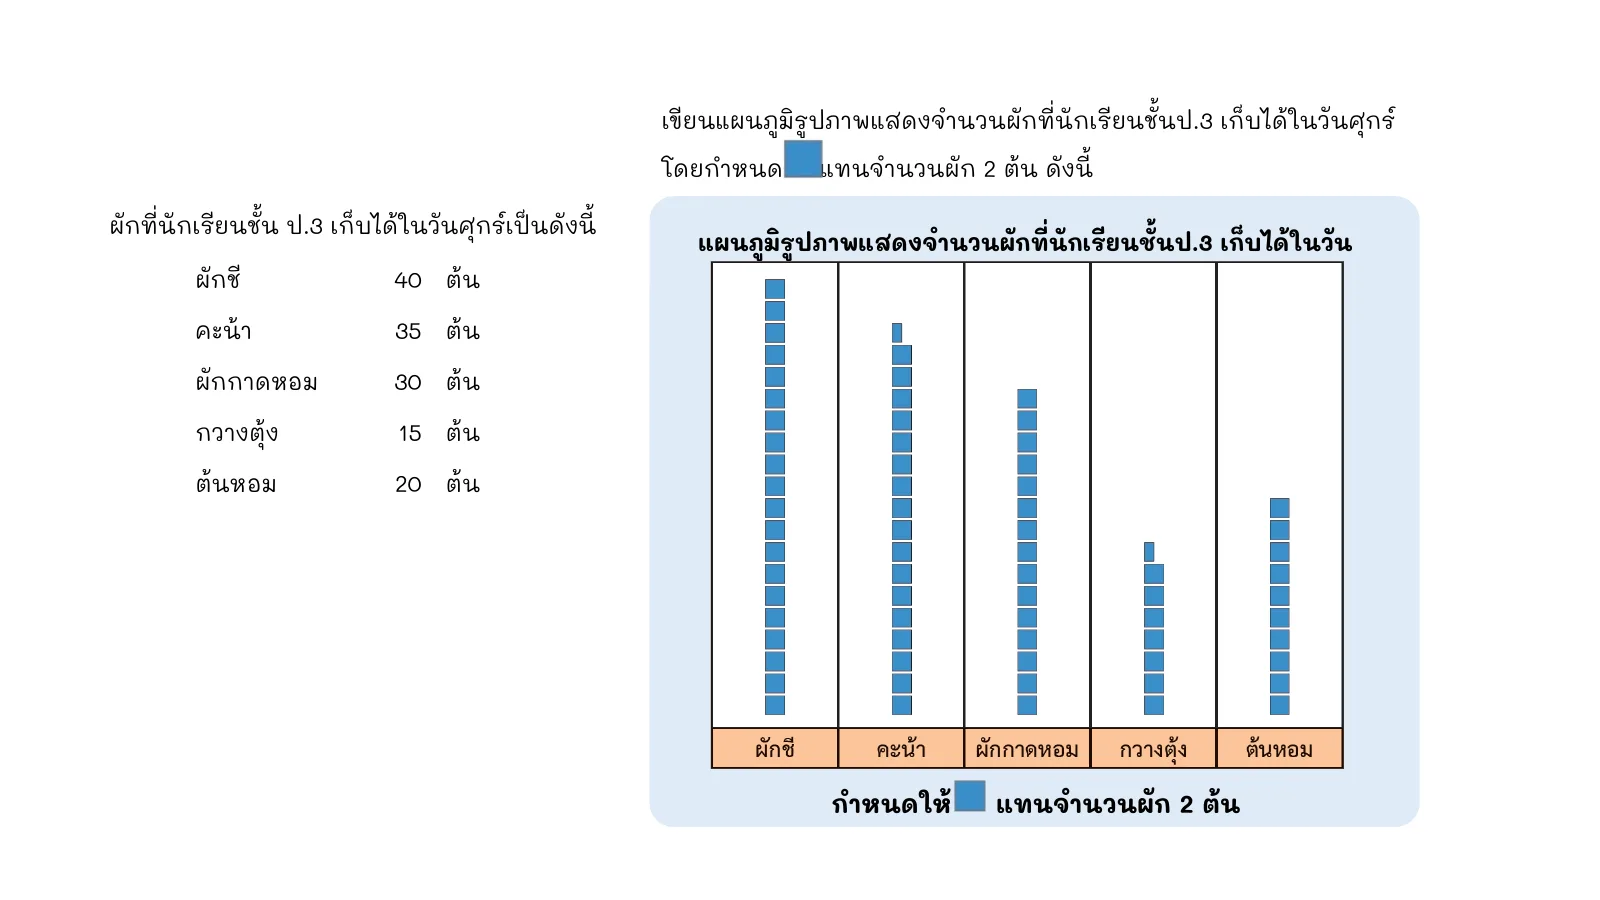 เขียนแผนภูมิรูปภาพแสดงจำนวนผักที่นักเรียนชั้นป.3 เก็บได้ในวันศุกร์
โดยกำหนด แทนจำนวนผัก 2 ต้น ดังนี้
ผักที่นักเรียนชั้น ป.3 เก็บได้ในวันศุกร์เป็นดังนี้
ผักชี 40 ต้น
คะน้า 35 ต้น
ผักกาดหอม 30 ต้น
กวางตุ้ง 15 ต้น
ต้นหอม 20 ต้น
แผนภูมิรูปภาพแสดงจำนวนผักที่นักเรียนชั้นป.3 เก็บได้ในวัน
ผักชี คะน้า ผักกาดหอม กวางตุ้ง ต้นหอม
กำหนดให้ แทนจำนวนผัก 2 ต้น